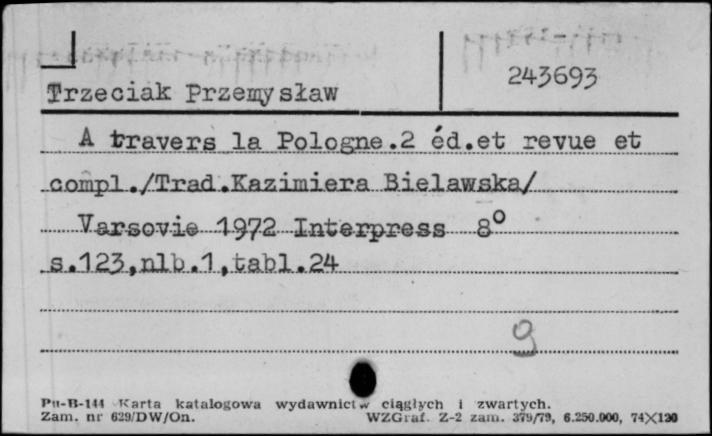 243693
Trzeciak Przemysław
A travers la Pologne.2 éd.et revue et
compl./Trad.Kazimiera Bielawska/
Varsovie 1972 Interpress 8°
s.123,nlb.1,tabl.24
g
Pu-B-144 Karta katalogowa wydawnictw ciągłych i zwartych.
Zam. nr 629/DW/On. WZGraf. Z-2 zam. 379/79, 6.250.000, 74X120